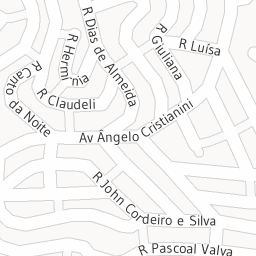 R Dias de Almeida
R Giuliana
R Luísa
R Hermínia
R Canto da Noite
R Claudeli
Av Ângelo Cristianini
R John Cordeiro e Silva
R Pascoal Valva